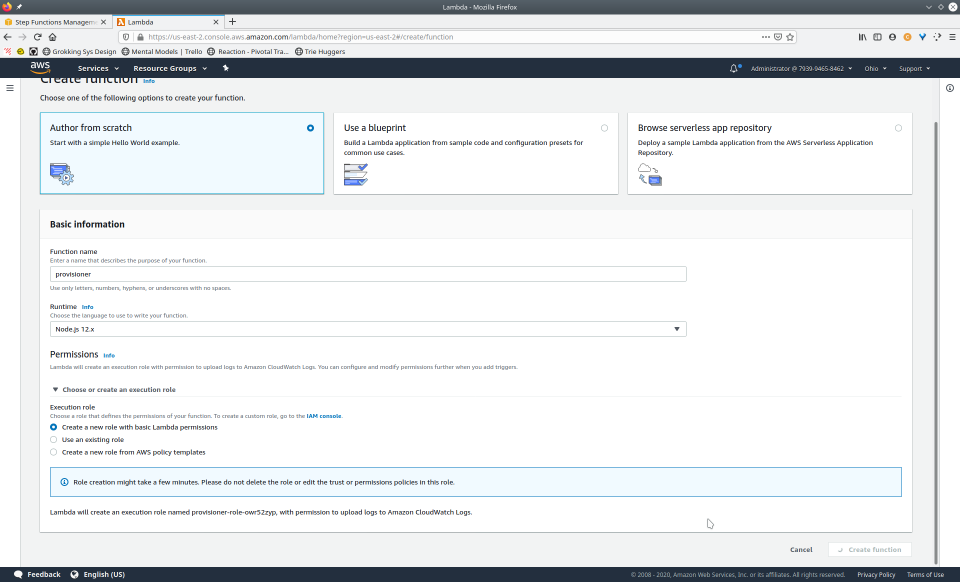 Lambda - Mozilla Firefox
Step Functions Managem
Lambda
https://us-east-2.console.aws.amazon.com/lambda/home?region=us-east-2#/create/function
Grokking Sys Design
Mental Models | Trello
Reaction - Pivotal Tra...
Trie Huggers
aws
Services
Resource Groups
Administrator @ 7939-9465-8462
Ohio
Support
Create function Info
Choose one of the following options to create your function.
Author from scratch
Start with a simple Hello World example.
Use a blueprint
Build a Lambda application from sample code and configuration presets for
common use cases.
Browse serverless app repository
Deploy a sample Lambda application from the AWS Serverless Application
Repository.
Basic information
Function name
Enter a name that describes the purpose of your function.
provisioner
Use only letters, numbers, hyphens, or underscores with no spaces.
Runtime Info
Choose the language to use to write your function.
Node.js 12.x
Permissions Info
Lambda will create an execution role with permission to upload logs to Amazon CloudWatch Logs. You can configure and modify permissions further when you add triggers.
Choose or create an execution role
Execution role
Choose a role that defines the permissions of your function. To create a custom role, go to the IAM console.
Create a new role with basic Lambda permissions
Use an existing role
Create a new role from AWS policy templates
Role creation might take a few minutes. Please do not delete the role or edit the trust or permissions policies in this role.
Lambda will create an execution role named provisioner-role-owr52zyp, with permission to upload logs to Amazon CloudWatch Logs.
Cancel
Create function
Feedback
English (US)
© 2008 - 2020, Amazon Web Services, Inc. or its affiliates. All rights reserved.
Privacy Policy
Terms of Use